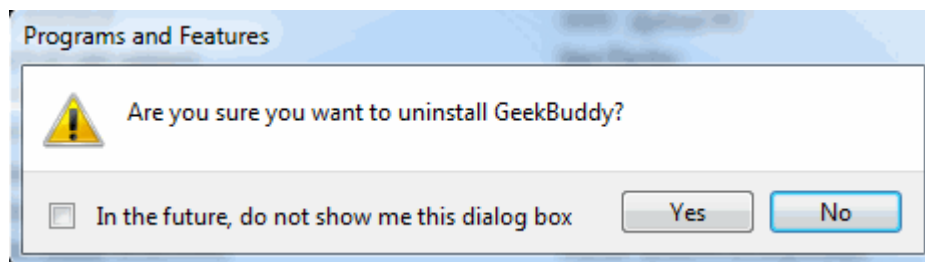 Programs and Features
Are you sure you want to uninstall GeekBuddy?
In the future, do not show me this dialog box
Yes
No